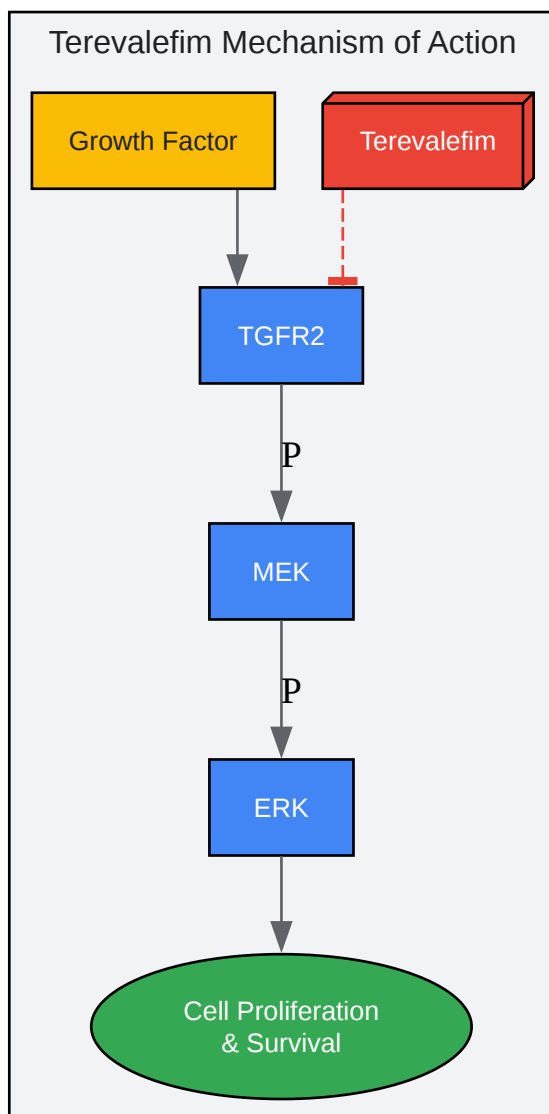 Terevalefim Mechanism of Action
Growth Factor
Terevalefim
TGFR2
P
MEK
P
ERK
Cell Proliferation
& Survival